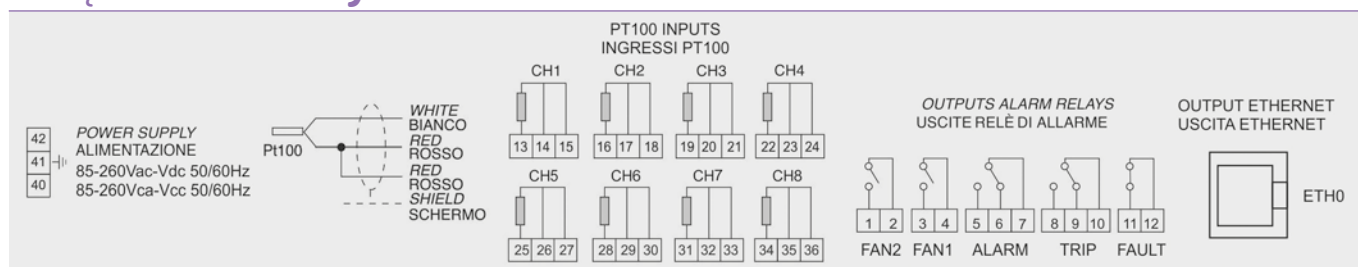 42
41
40
POWER SUPPLY
ALIMENTAZIONE
85-260Vac-Vdc 50/60Hz
85-260Vca-Vcc 50/60Hz
Pt100
WHITE
BIANCO
RED
ROSSO
RED
ROSSO
SHIELD
SCHERMO
PT100 INPUTS
INGRESSI PT100
CH1 CH2 CH3 CH4
13 14 15 16 17 18 19 20 21 22 23 24
CH5 CH6 CH7 CH8
25 26 27 28 29 30 31 32 33 34 35 36
OUTPUTS ALARM RELAYS
USCITE RELÈ DI ALLARME
1 2 3 4 5 6 7 8 9 10 11 12
FAN2 FAN1 ALARM TRIP FAULT
OUTPUT ETHERNET
USCITA ETHERNET
ETH0